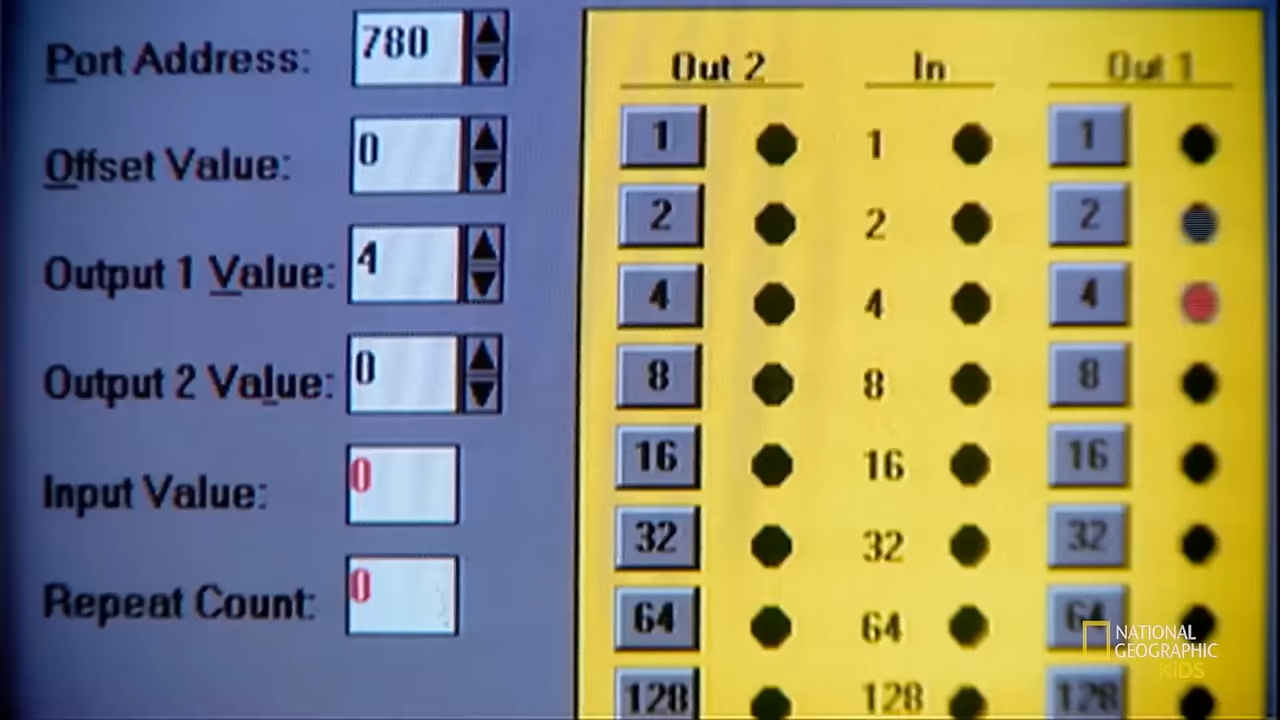 Port Address: 780
Offset Value: 0
Output 1 Value: 4
Output 2 Value: 0
Input Value: 0
Repeat Count: 0
Out 2 In Out 1
1 1 1
2 2 2
4 4 4
8 8 8
16 16 16
32 32 32
64 64 64
128 128 128
NATIONAL
GEOGRAPHIC
KiDS